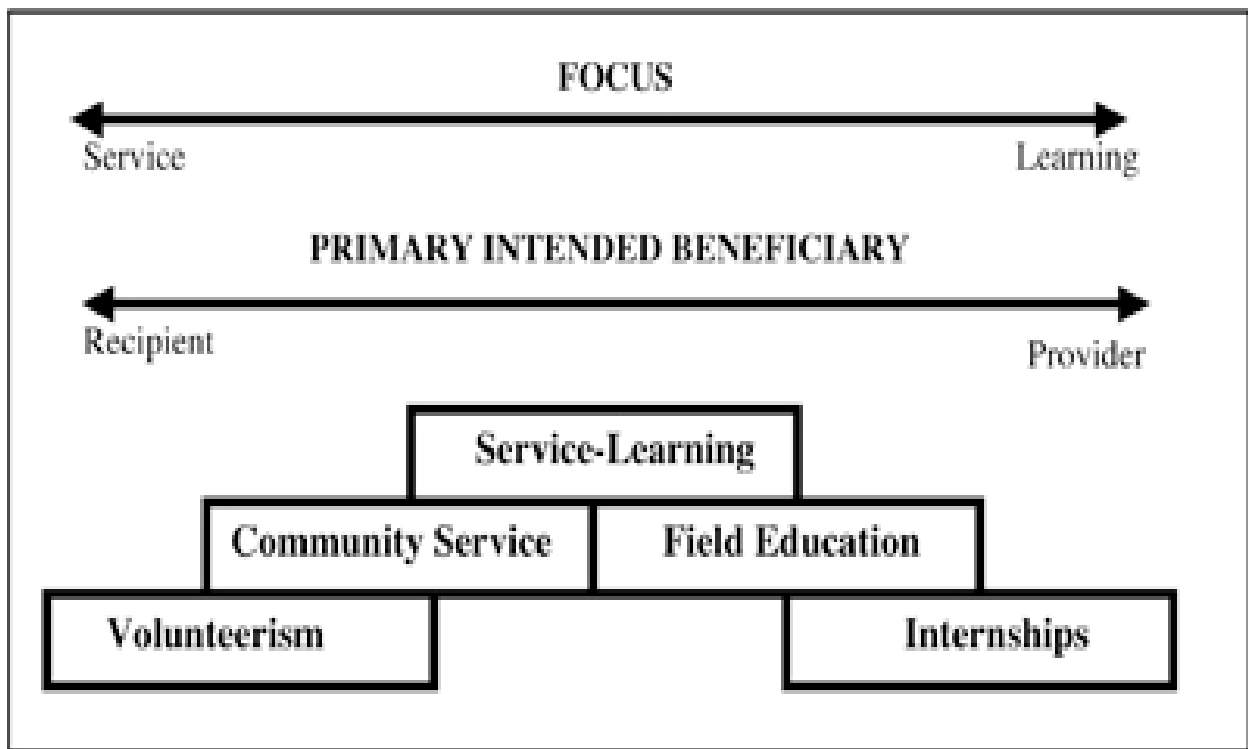 FOCUS
Service Learning
PRIMARY INTENDED BENEFICIARY
Recipient Provider
Service-Learning
Community Service Field Education
Volunteerism Internships